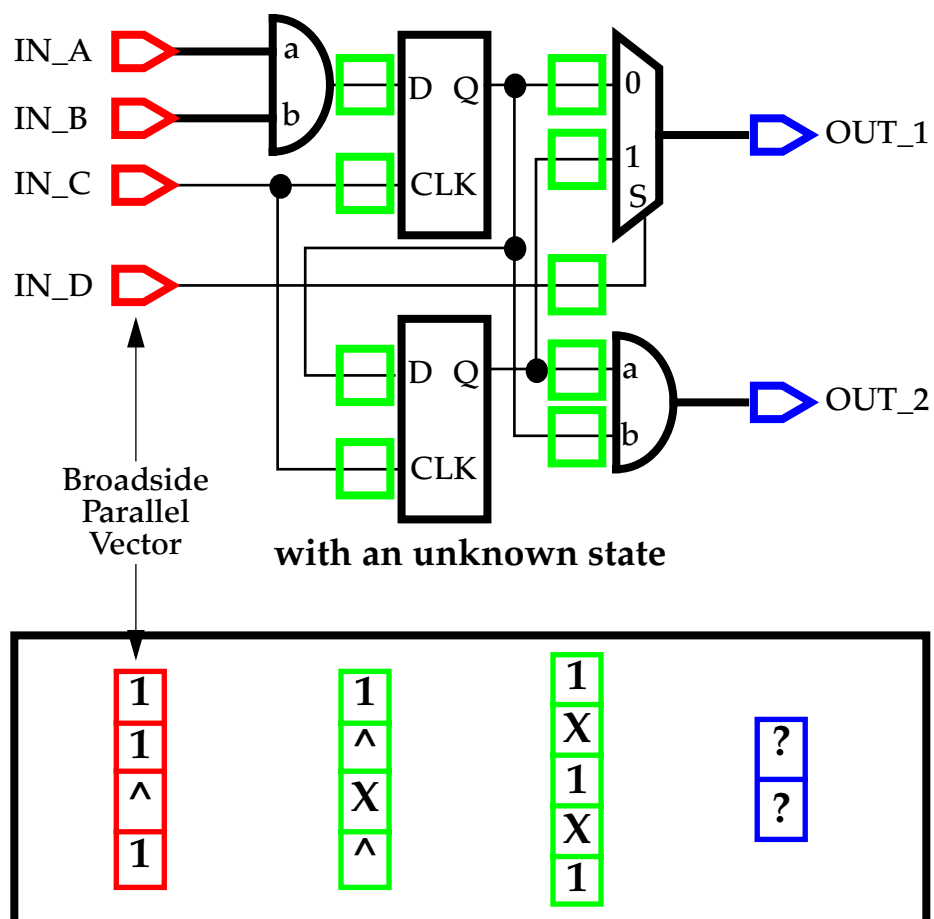 IN_A
a
IN_B
b
D Q
0
1
OUT_1
IN_C
CLK
S
IN_D
D Q
a
b
OUT_2
CLK
Broadside
Parallel
Vector
with an unknown state
1
1
^
1
1
^
X
^
1
X
1
X
1
?
?